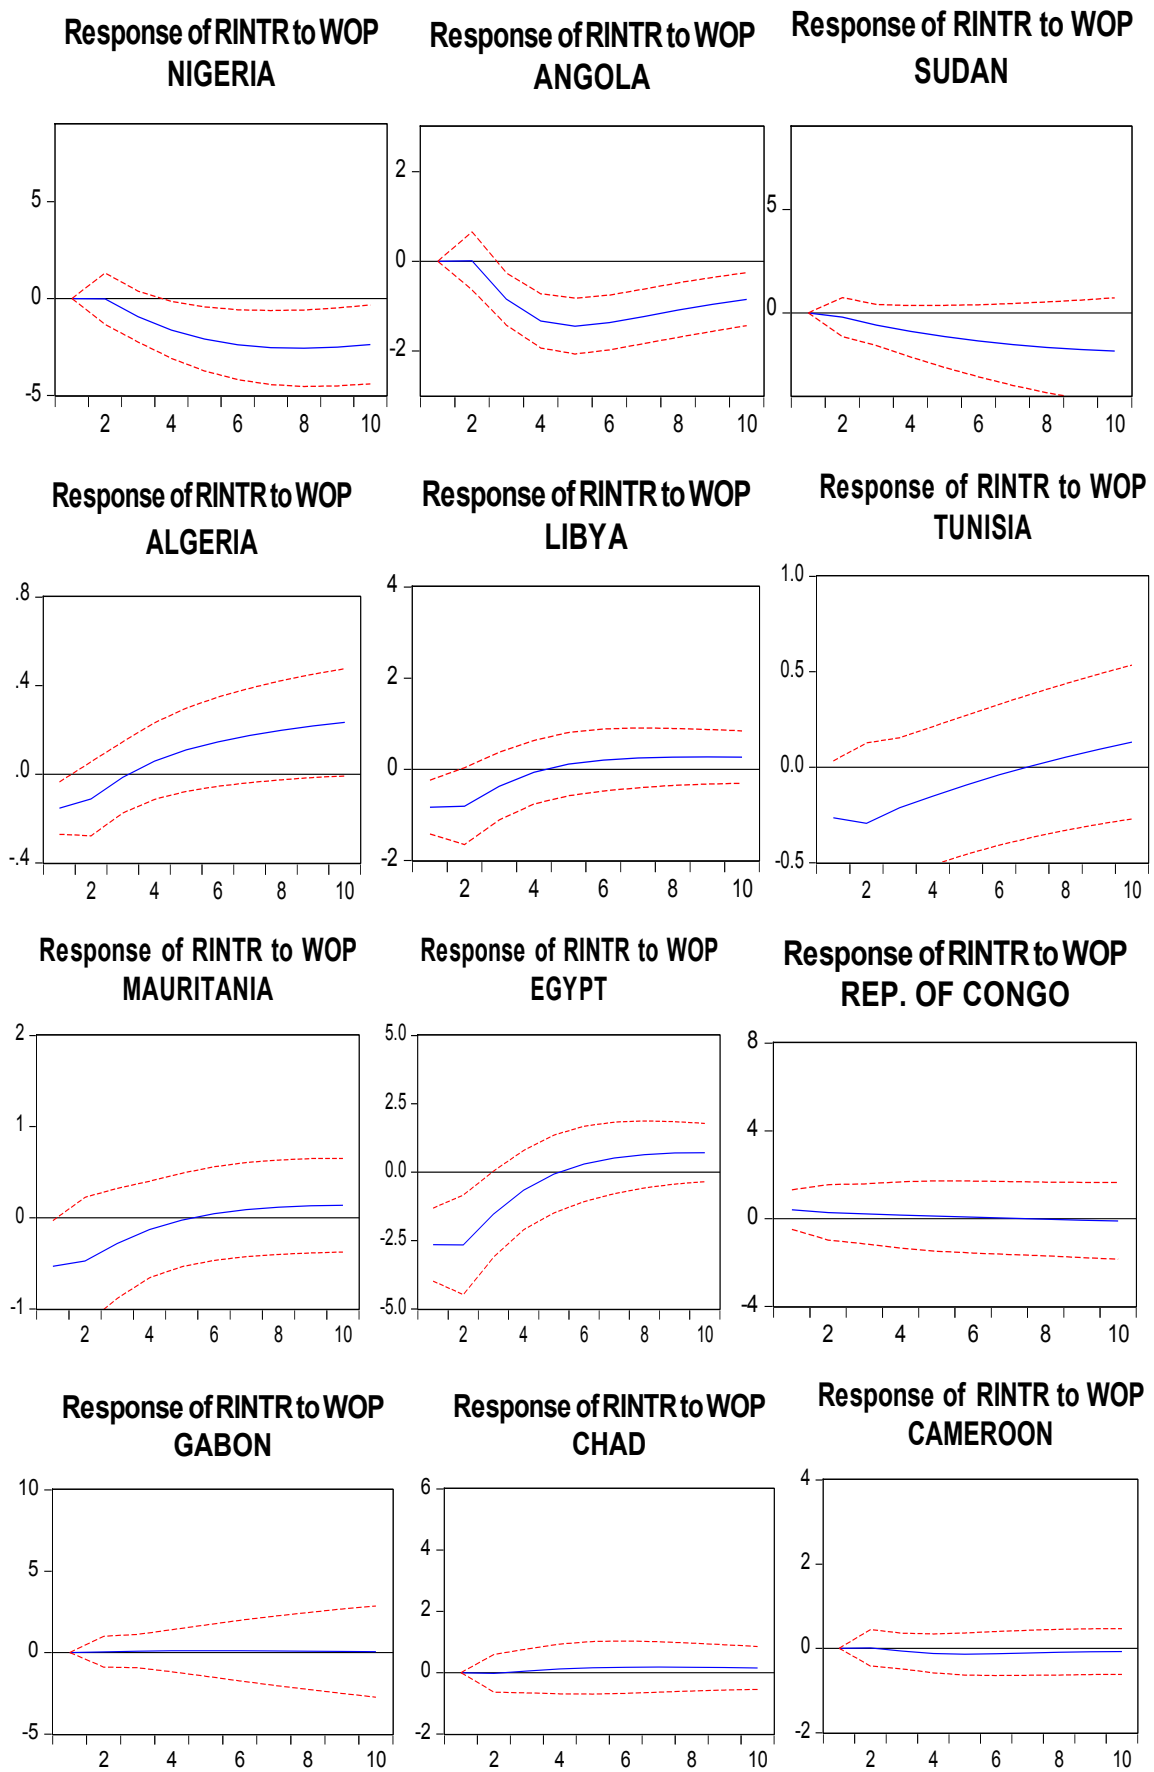 Response of RINTR to WOP
NIGERIA
5
0
-5
2 4 6 8 10
Response of RINTR to WOP
ANGOLA
2
0
-2
2 4 6 8 10
Response of RINTR to WOP
SUDAN
5
0
2 4 6 8 10
Response of RINTR to WOP
ALGERIA
.8
.4
.0
-.4
2 4 6 8 10
Response of RINTR to WOP
LIBYA
4
2
0
-2
2 4 6 8 10
Response of RINTR to WOP
TUNISIA
1.0
0.5
0.0
-0.5
2 4 6 8 10
Response of RINTR to WOP
MAURITANIA
2
1
0
-1
2 4 6 8 10
Response of RINTR to WOP
EGYPT
5.0
2.5
0.0
-2.5
-5.0
2 4 6 8 10
Response of RINTR to WOP
REP. OF CONGO
8
4
0
-4
2 4 6 8 10
Response of RINTR to WOP
GABON
10
5
0
-5
2 4 6 8 10
Response of RINTR to WOP
CHAD
6
4
2
0
-2
2 4 6 8 10
Response of RINTR to WOP
CAMEROON
4
2
0
-2
2 4 6 8 10